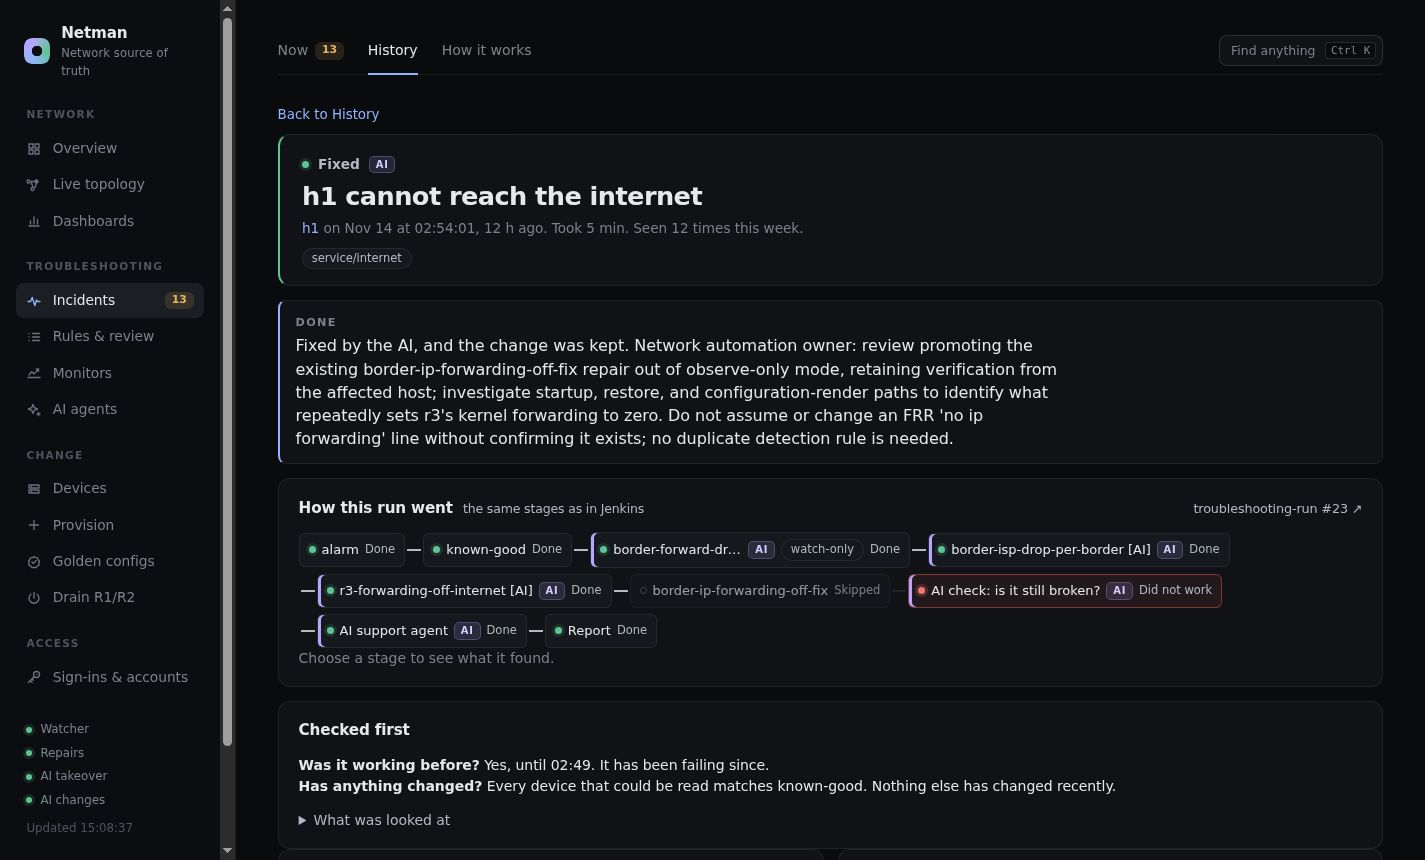 Netman
Network source of
truth
NETWORK
Overview
Live topology
Dashboards
TROUBLESHOOTING
Incidents 13
Rules & review
Monitors
AI agents
CHANGE
Devices
Provision
Golden configs
Drain R1/R2
ACCESS
Sign-ins & accounts
Watcher
Repairs
AI takeover
AI changes
Updated 15:08:37
Now 13 History How it works Find anything Ctrl K
Back to History
Fixed AI
h1 cannot reach the internet
h1 on Nov 14 at 02:54:01, 12 h ago. Took 5 min. Seen 12 times this week.
service/internet
DONE
Fixed by the AI, and the change was kept. Network automation owner: review promoting the
existing border-ip-forwarding-off-fix repair out of observe-only mode, retaining verification from
the affected host; investigate startup, restore, and configuration-render paths to identify what
repeatedly sets r3's kernel forwarding to zero. Do not assume or change an FRR 'no ip
forwarding' line without confirming it exists; no duplicate detection rule is needed.
How this run went the same stages as in Jenkins troubleshooting-run #23 ↗
alarm Done known-good Done border-forward-dr... AI watch-only Done border-isp-drop-per-border [AI] AI Done
r3-forwarding-off-internet [AI] AI Done border-ip-forwarding-off-fix Skipped AI check: is it still broken? AI Did not work
AI support agent AI Done Report Done
Choose a stage to see what it found.
Checked first
Was it working before? Yes, until 02:49. It has been failing since.
Has anything changed? Every device that could be read matches known-good. Nothing else has changed recently.
▶ What was looked at